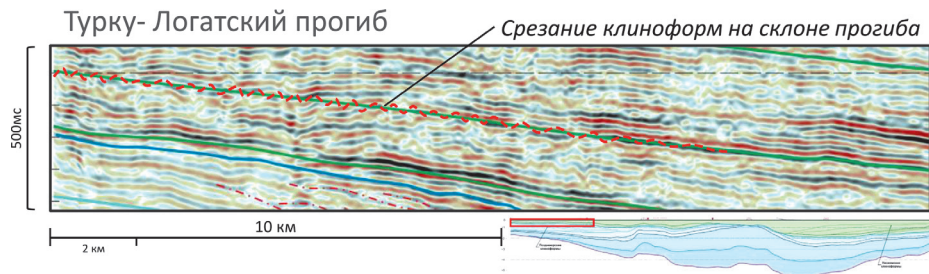 Турку- Логатский прогиб
Срезание клиноформ на склоне прогиба
500мс
10 км
2 км